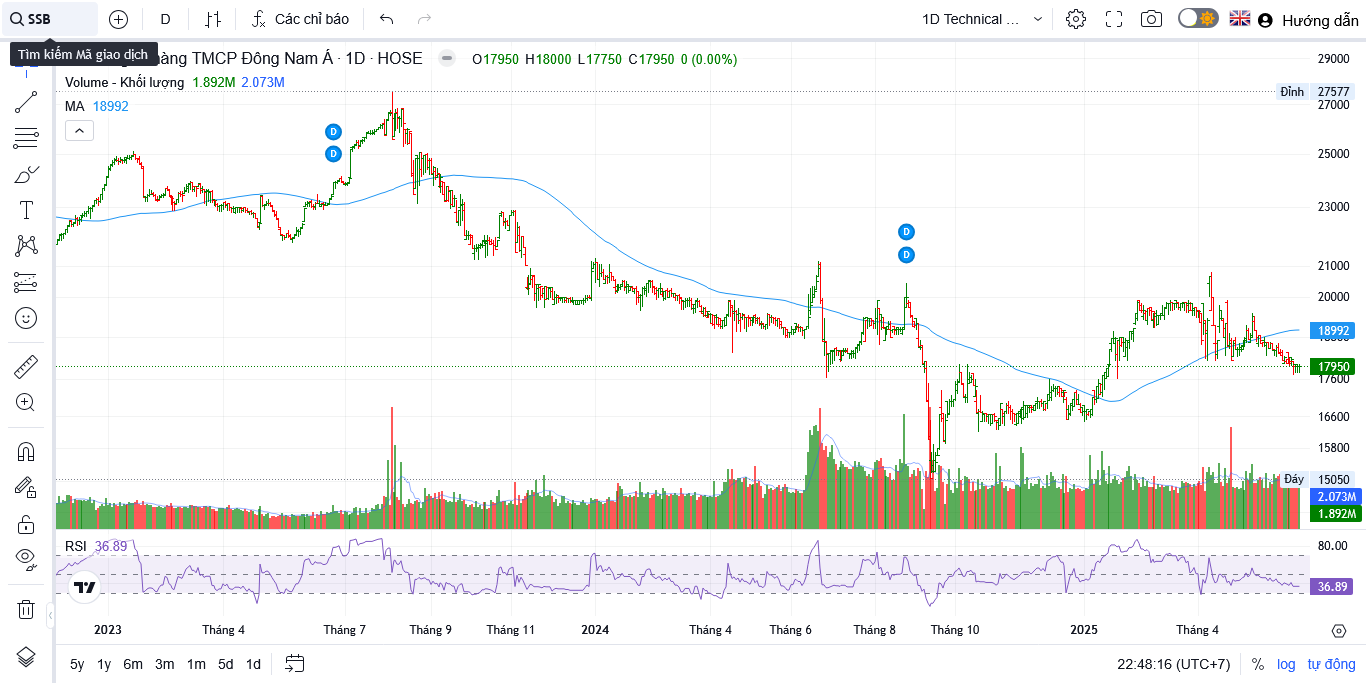 SSB D Các chỉ báo 1D Technical ... Hướng dẫn
Tìm kiếm Mã giao dịch
hàng TMCP Đông Nam Á · 1D · HOSE O17950 H18000 L17750 C17950 0 (0.00%)
Volume - Khối lượng 1.892M 2.073M
MA 18992
D
D
D
D
29000
Đỉnh 27577
27000
25000
23000
21000
20000
18992
17950
17600
16600
15800
Đáy 15050
2.073M
1.892M
RSI 36.89
80.00
36.89
2023 Tháng 4 Tháng 7 Tháng 9 Tháng 11 2024 Tháng 4 Tháng 6 Tháng 8 Tháng 10 2025 Tháng 4
5y 1y 6m 3m 1m 5d 1d 22:48:16 (UTC+7) % log tự động